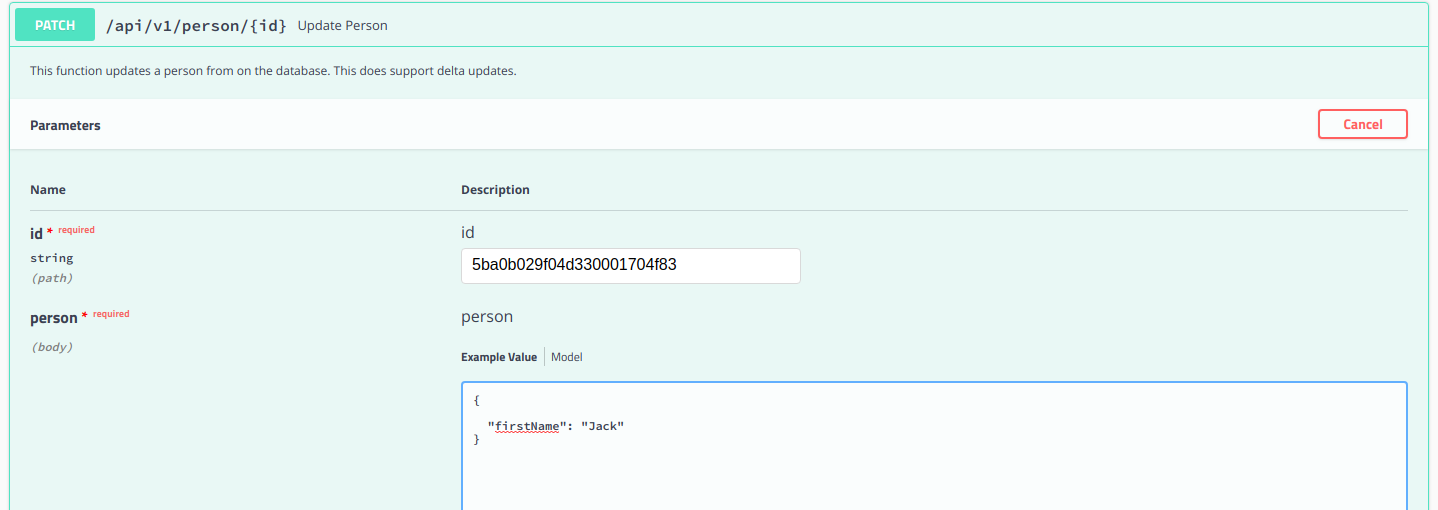 PATCH /api/v1/person/{id} Update Person
This function updates a person from on the database. This does support delta updates.
Parameters Cancel
Name Description
id * required id
string 5ba0b029f04d330001704f83
(path)
person * required person
(body)
Example Value Model
{
"firstName": "Jack"
}